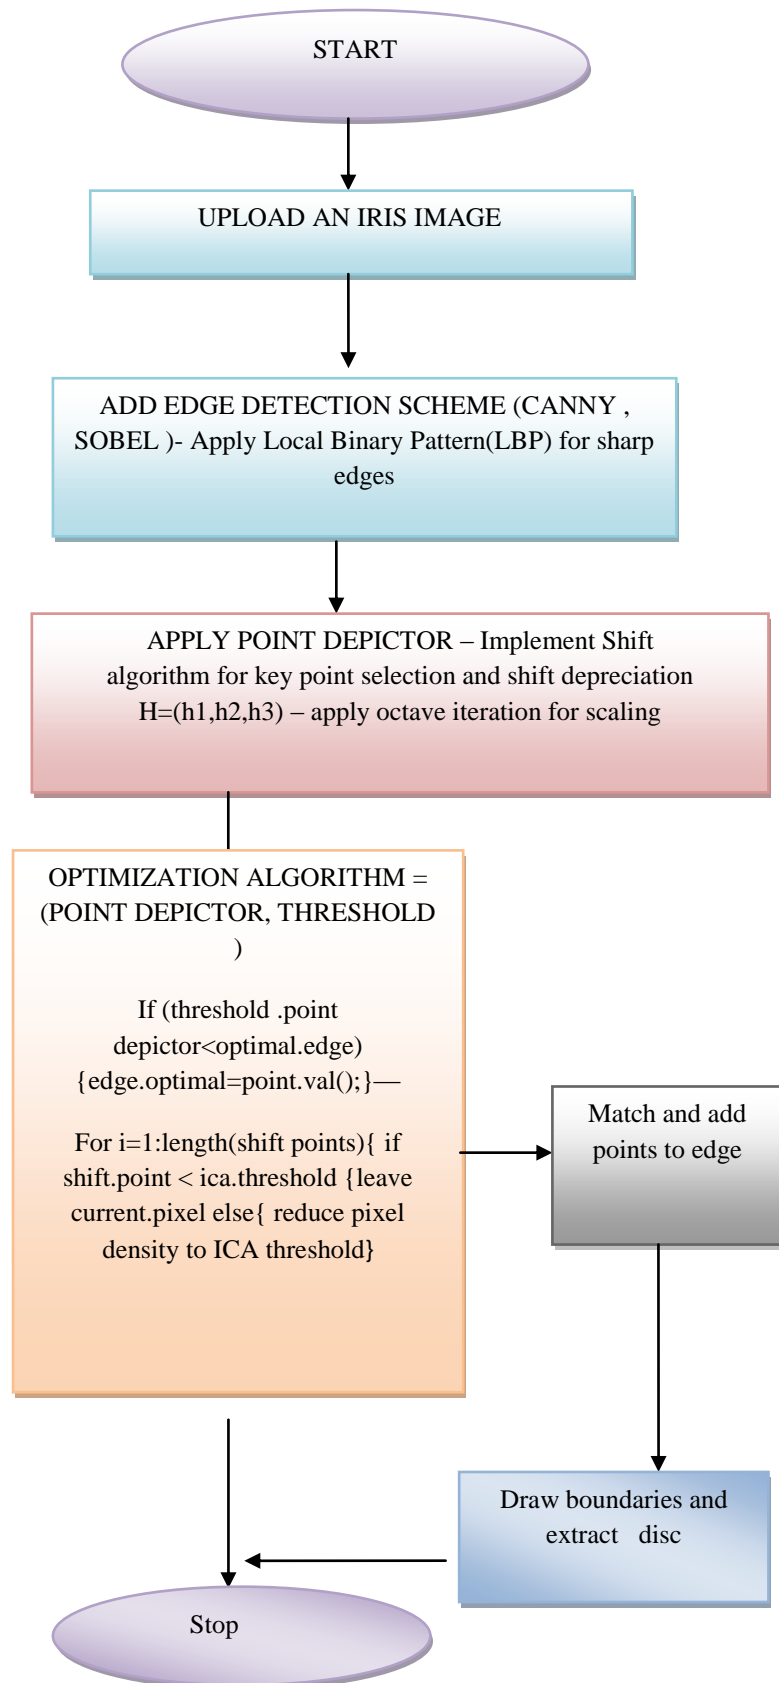 START
UPLOAD AN IRIS IMAGE
ADD EDGE DETECTION SCHEME (CANNY ,
SOBEL )- Apply Local Binary Pattern(LBP) for sharp
edges
APPLY POINT DEPICTOR – Implement Shift
algorithm for key point selection and shift depreciation
H=(h1,h2,h3) – apply octave iteration for scaling
OPTIMIZATION ALGORITHM =
(POINT DEPICTOR, THRESHOLD
)
If (threshold .point
depictor<optimal.edge)
{edge.optimal=point.val();}—
For i=1:length(shift points){ if
shift.point < ica.threshold {leave
current.pixel else{ reduce pixel
density to ICA threshold}
Match and add
points to edge
Draw boundaries and
extract disc
Stop